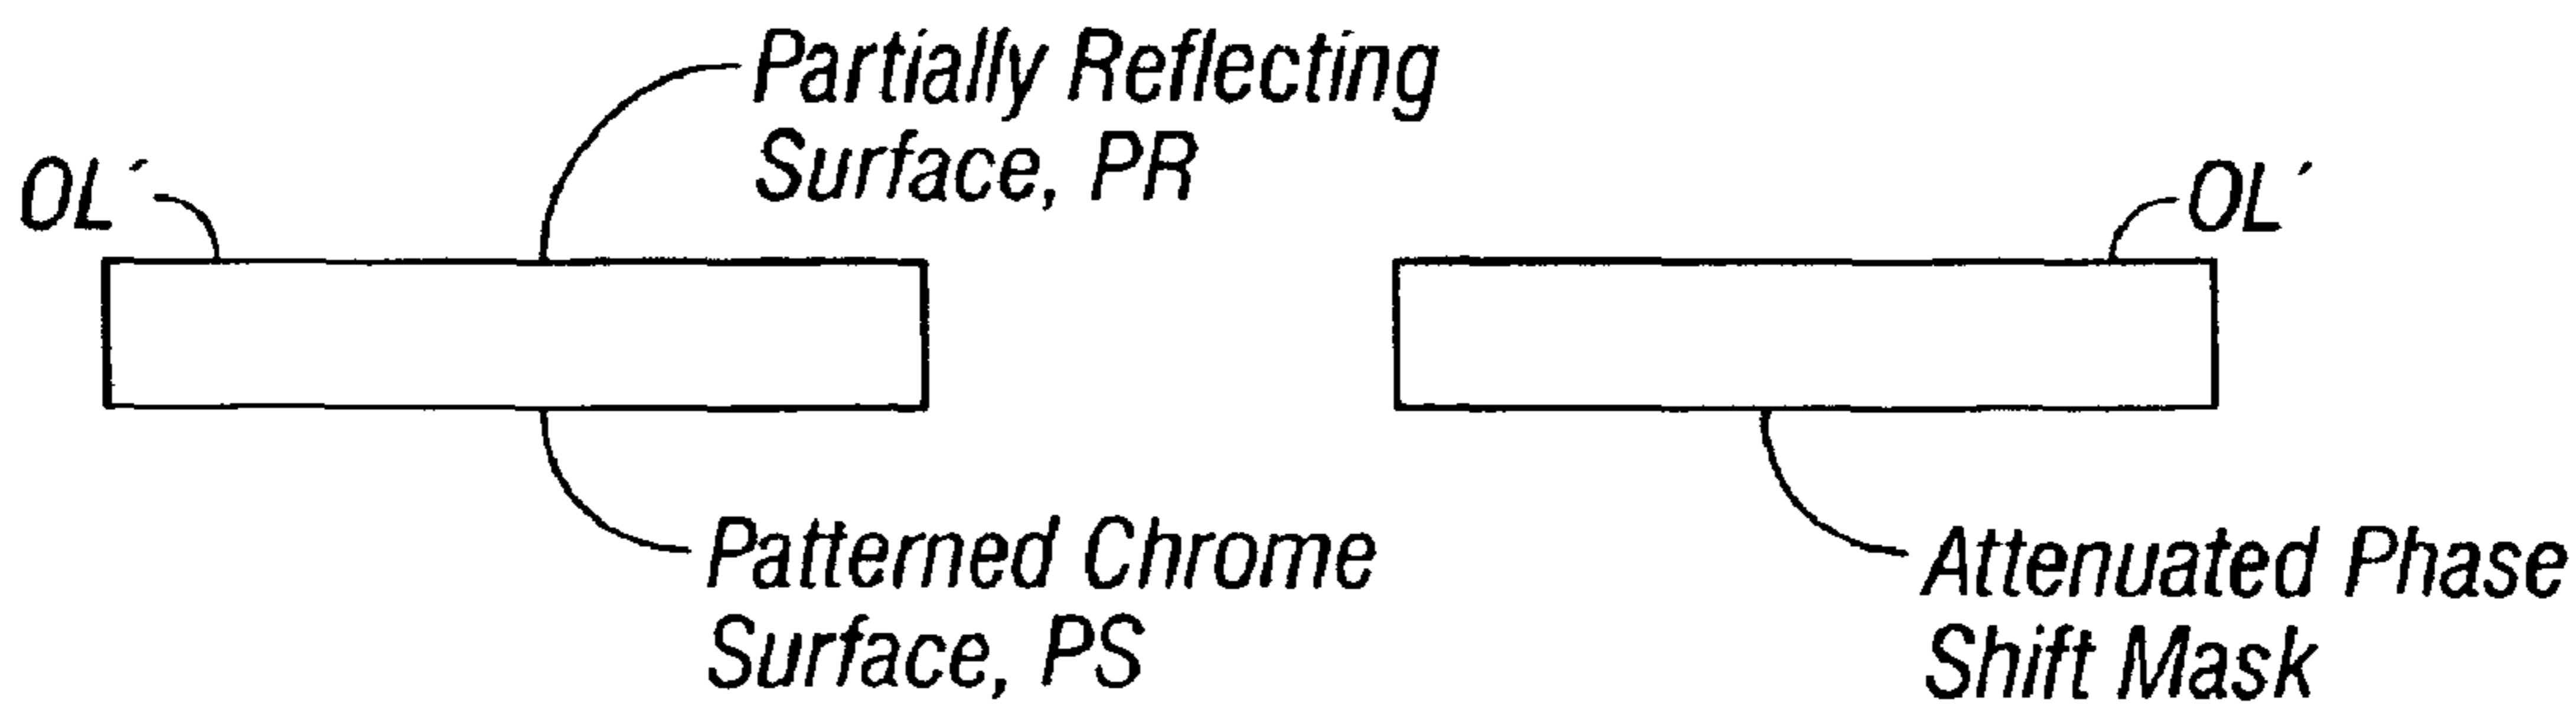 Partially Reflecting
Surface, PR
OL´
OL´
Patterned Chrome
Surface, PS
Attenuated Phase
Shift Mask